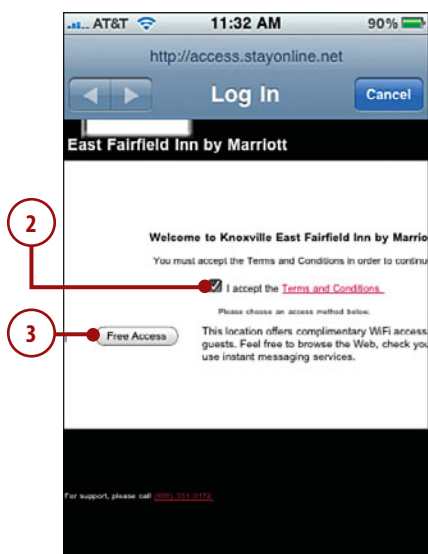 AT&T 11:32 AM 90%
http://access.stayonline.net
Log In Cancel
East Fairfield Inn by Marriott
Welcome to Knoxville East Fairfield Inn by Marrio
You must accept the Terms and Conditions in order to continu
2
I accept the Terms and Conditions.
Please choose an access method below.
3
Free Access
This location offers complimentary WiFi access
guests. Feel free to browse the Web, check you
use instant messaging services.
For support, please call